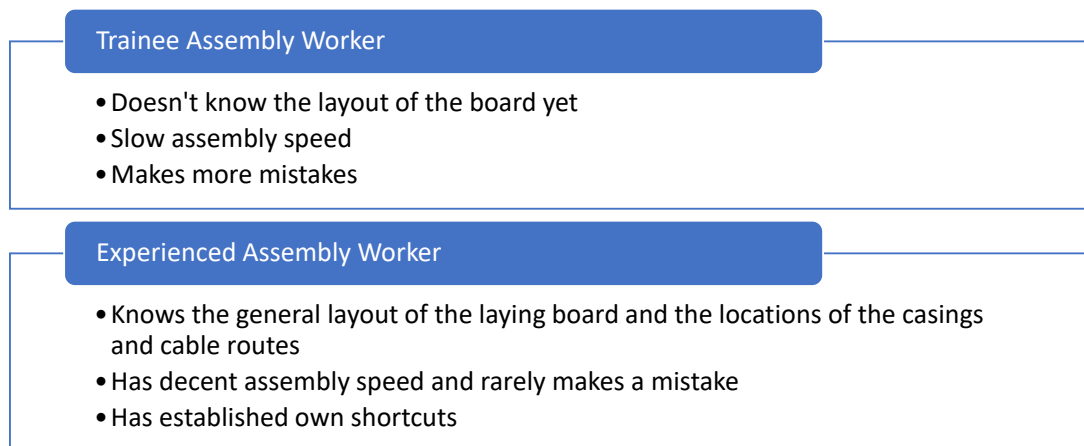 Trainee Assembly Worker
• Doesn't know the layout of the board yet
• Slow assembly speed
• Makes more mistakes
Experienced Assembly Worker
• Knows the general layout of the laying board and the locations of the casings
and cable routes
• Has decent assembly speed and rarely makes a mistake
• Has established own shortcuts